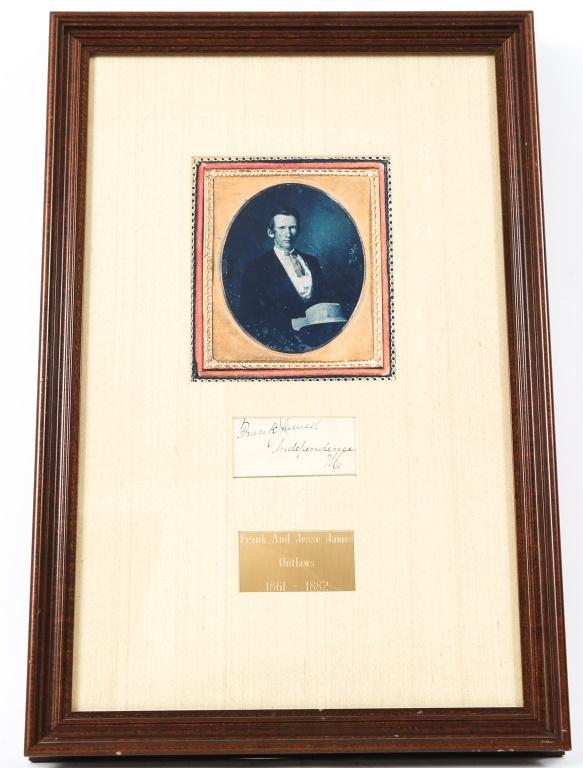 Frank James
Independence
Mo
Frank And Jesse James
Outlaws
1861 - 1882